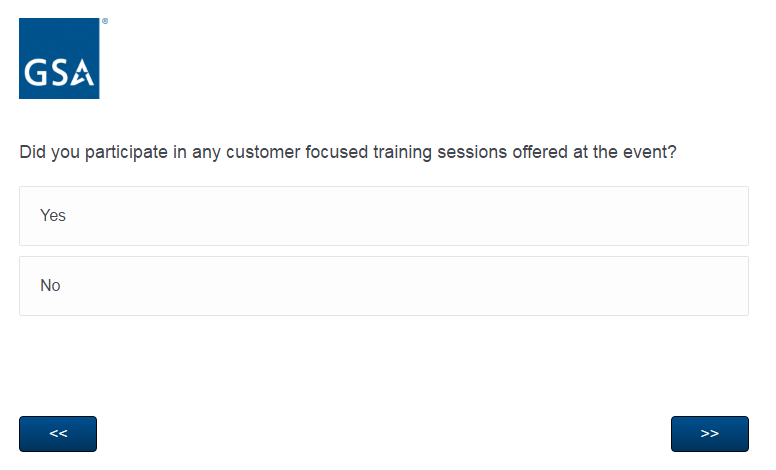 GSA®
Did you participate in any customer focused training sessions offered at the event?
Yes
No
<<
>>